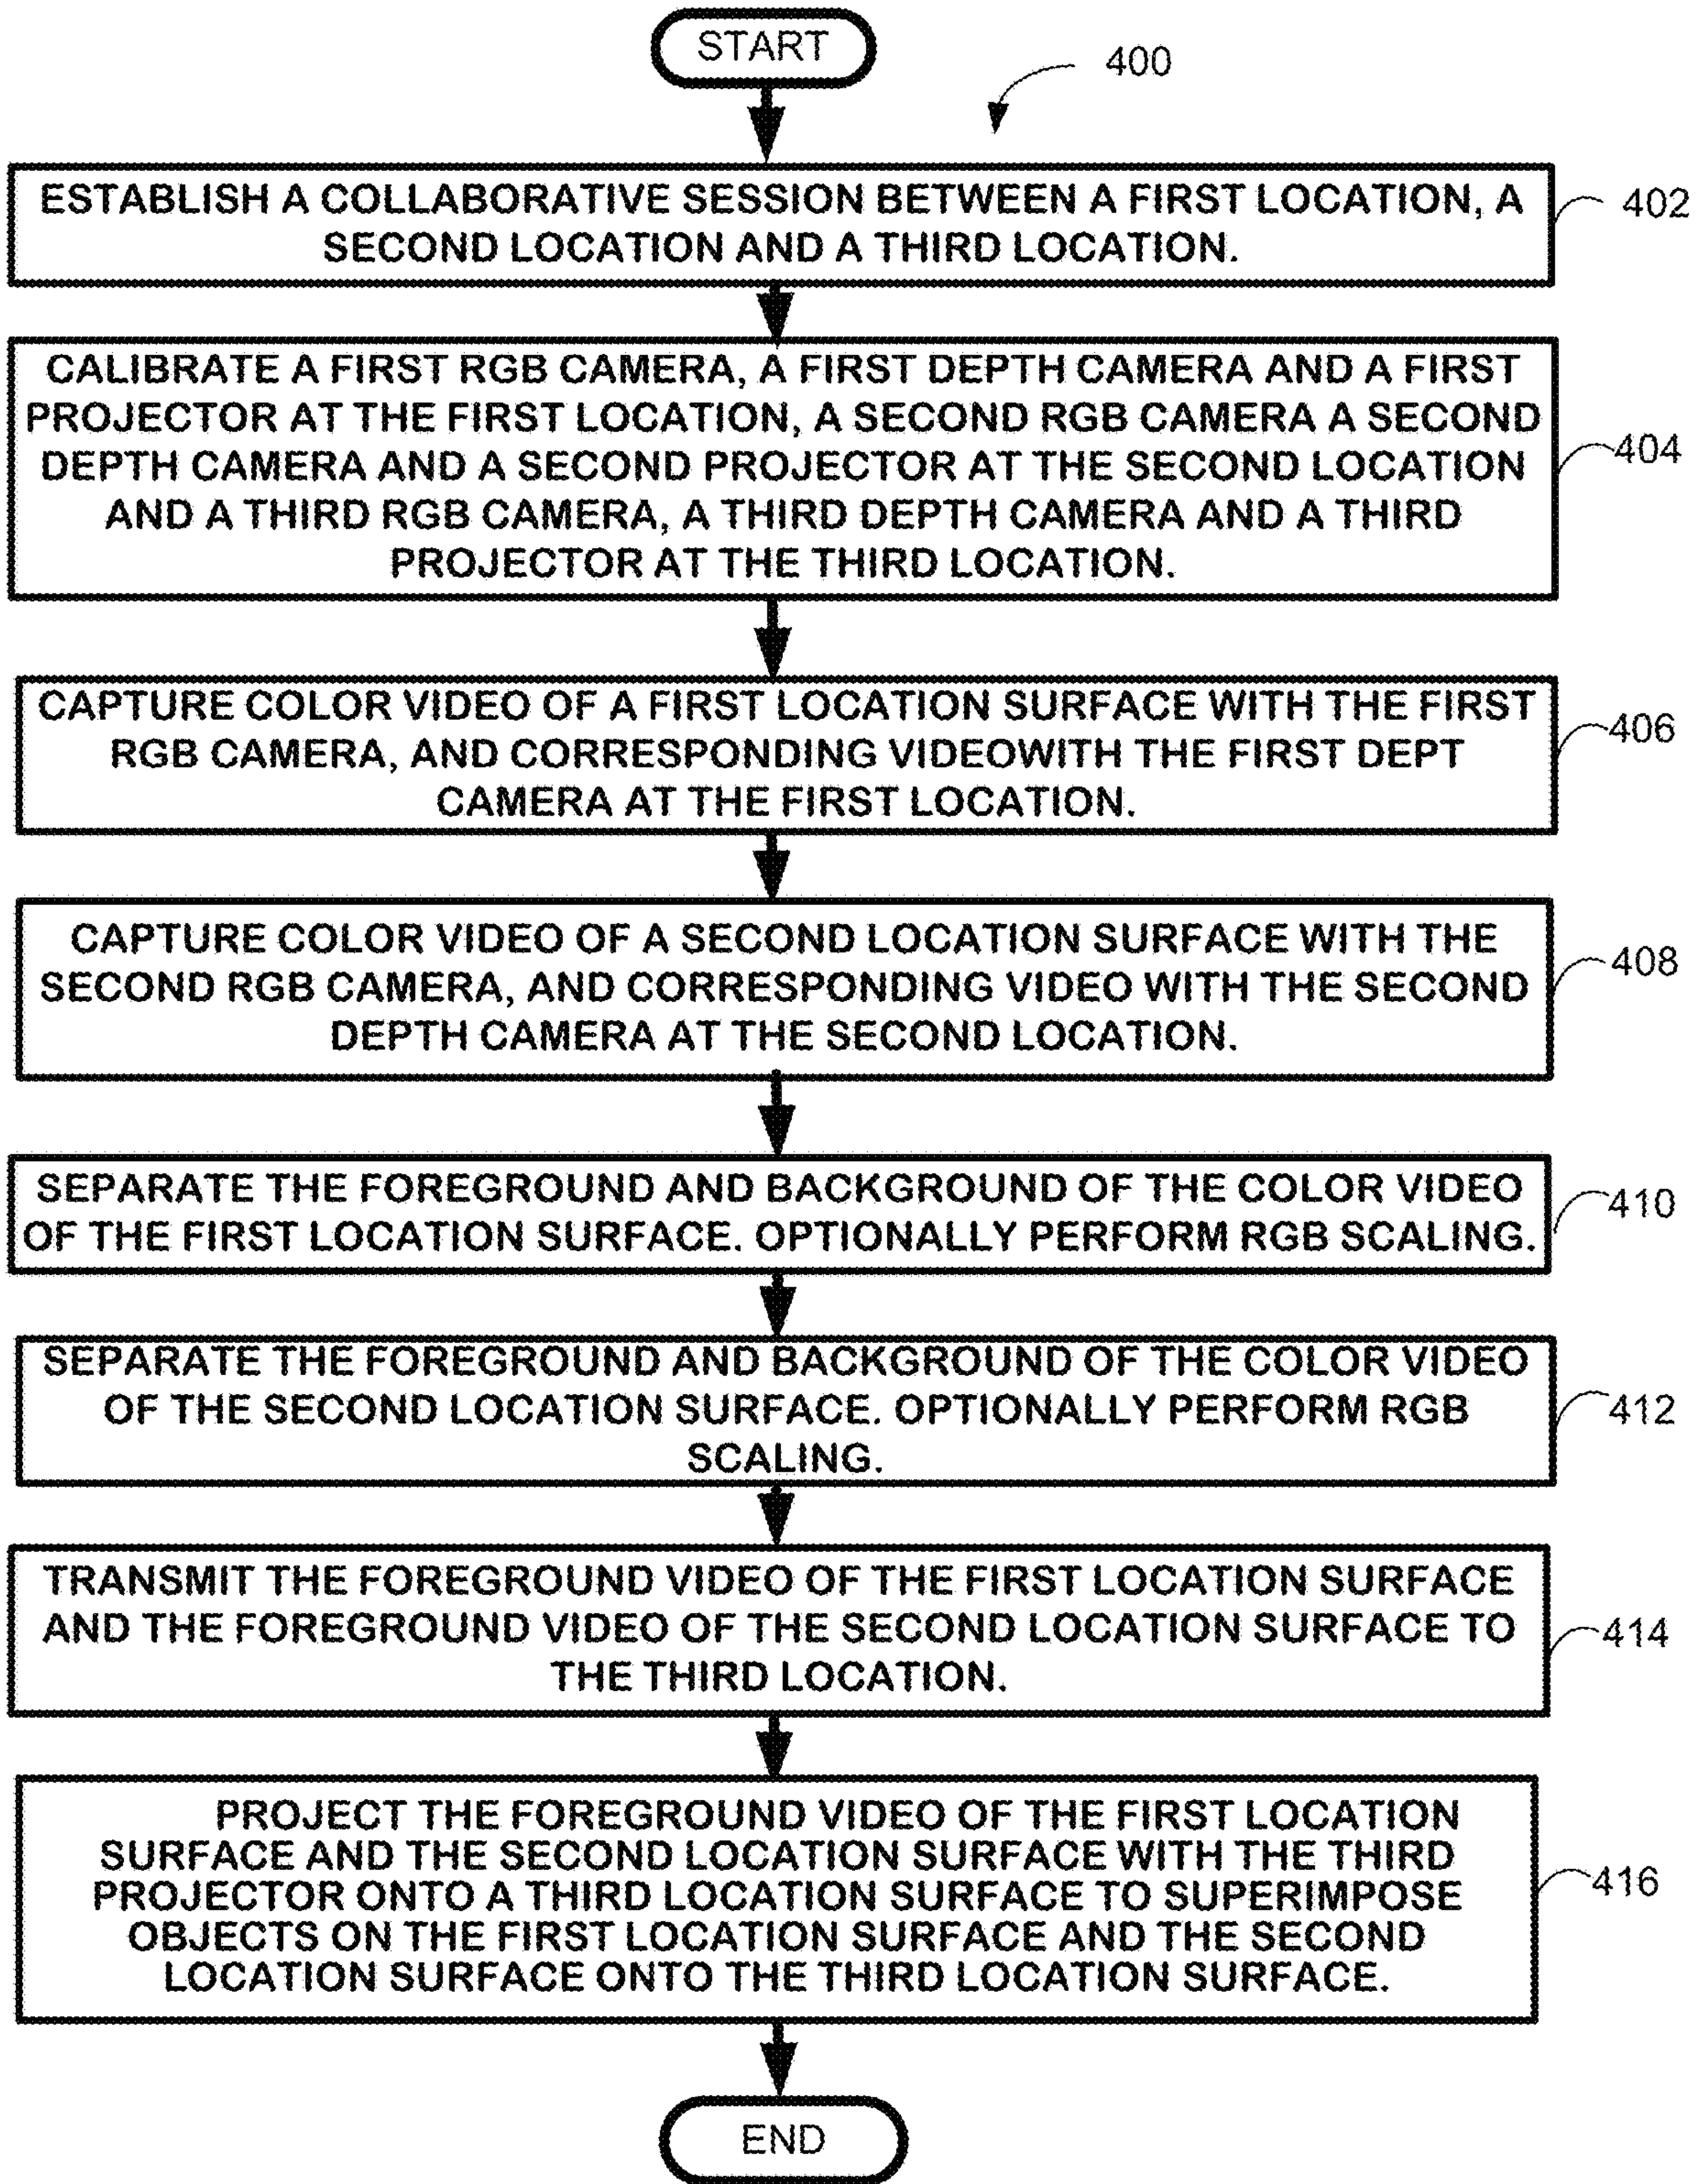 START
400
ESTABLISH A COLLABORATIVE SESSION BETWEEN A FIRST LOCATION, A
SECOND LOCATION AND A THIRD LOCATION.
402
CALIBRATE A FIRST RGB CAMERA, A FIRST DEPTH CAMERA AND A FIRST
PROJECTOR AT THE FIRST LOCATION, A SECOND RGB CAMERA A SECOND
DEPTH CAMERA AND A SECOND PROJECTOR AT THE SECOND LOCATION
AND A THIRD RGB CAMERA, A THIRD DEPTH CAMERA AND A THIRD
PROJECTOR AT THE THIRD LOCATION.
404
CAPTURE COLOR VIDEO OF A FIRST LOCATION SURFACE WITH THE FIRST
RGB CAMERA, AND CORRESPONDING VIDEOWITH THE FIRST DEPT
CAMERA AT THE FIRST LOCATION.
406
CAPTURE COLOR VIDEO OF A SECOND LOCATION SURFACE WITH THE
SECOND RGB CAMERA, AND CORRESPONDING VIDEO WITH THE SECOND
DEPTH CAMERA AT THE SECOND LOCATION.
408
SEPARATE THE FOREGROUND AND BACKGROUND OF THE COLOR VIDEO
OF THE FIRST LOCATION SURFACE. OPTIONALLY PERFORM RGB SCALING.
410
SEPARATE THE FOREGROUND AND BACKGROUND OF THE COLOR VIDEO
OF THE SECOND LOCATION SURFACE. OPTIONALLY PERFORM RGB
SCALING.
412
TRANSMIT THE FOREGROUND VIDEO OF THE FIRST LOCATION SURFACE
AND THE FOREGROUND VIDEO OF THE SECOND LOCATION SURFACE TO
THE THIRD LOCATION.
414
PROJECT THE FOREGROUND VIDEO OF THE FIRST LOCATION
SURFACE AND THE SECOND LOCATION SURFACE WITH THE THIRD
PROJECTOR ONTO A THIRD LOCATION SURFACE TO SUPERIMPOSE
OBJECTS ON THE FIRST LOCATION SURFACE AND THE SECOND
LOCATION SURFACE ONTO THE THIRD LOCATION SURFACE.
416
END